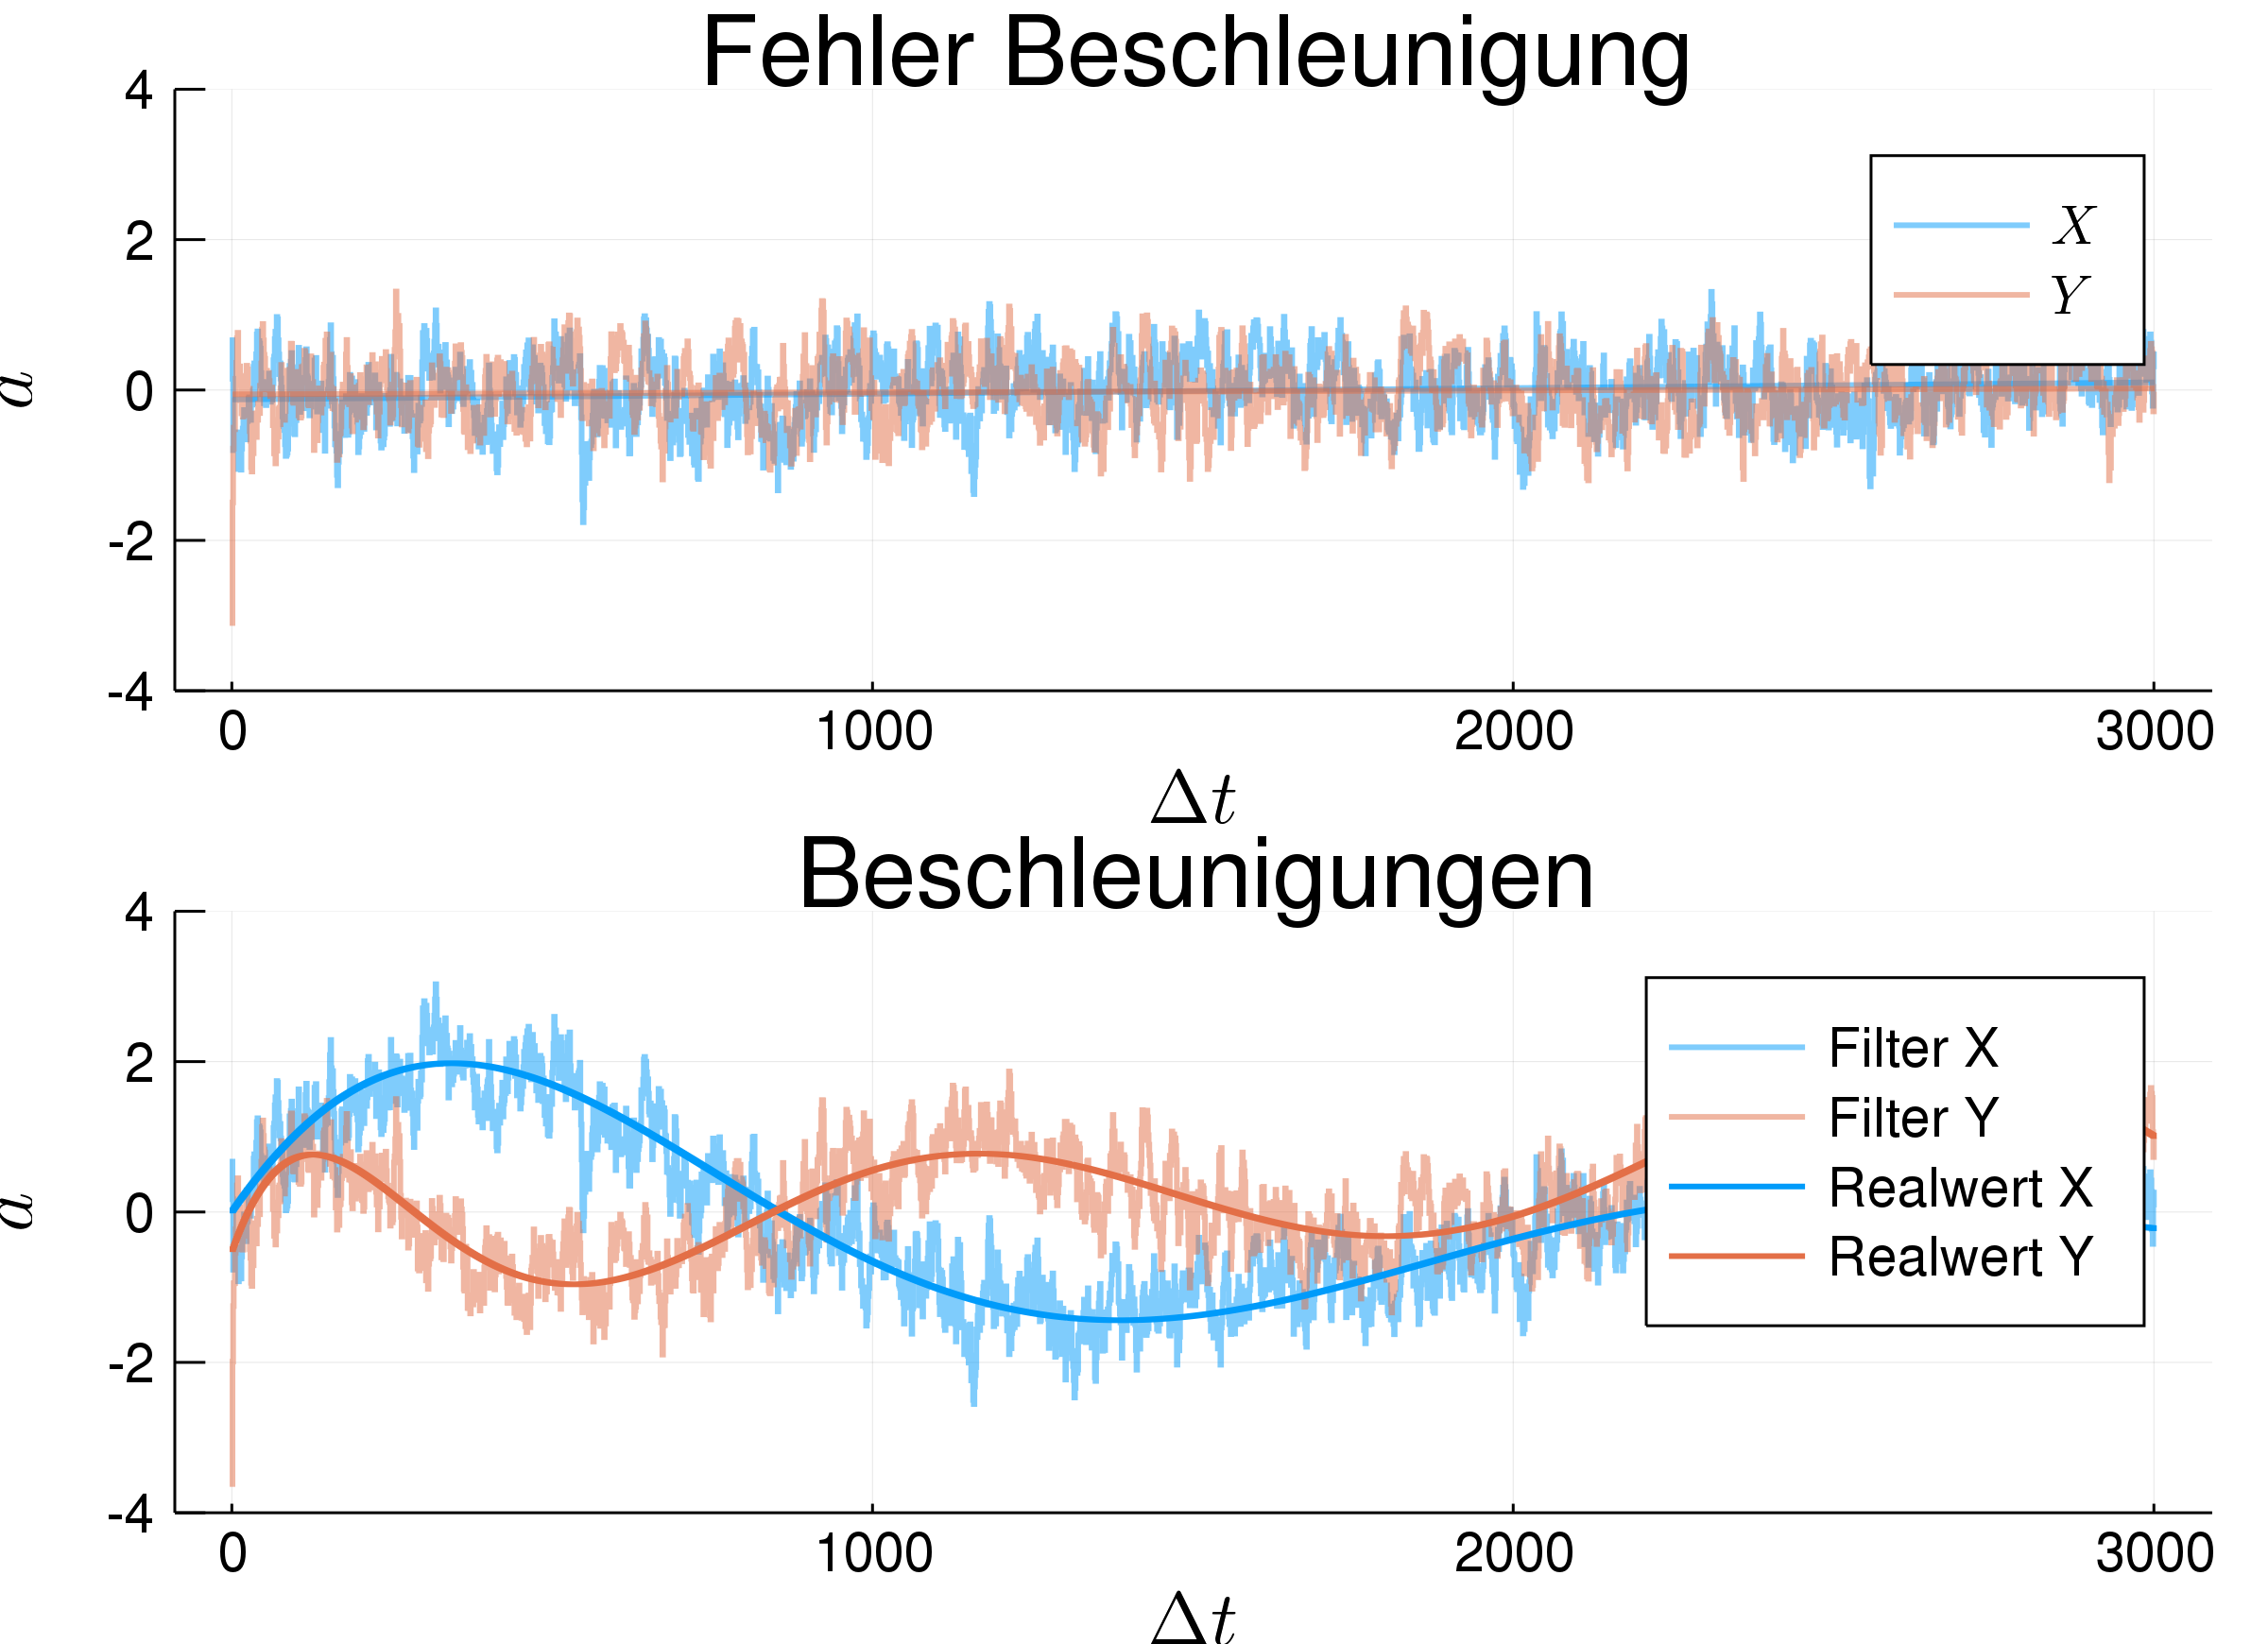 Fehler Beschleunigung
4
2
0
-2
-4
a
X
Y
0 1000 2000 3000
Δt
Beschleunigungen
4
2
0
-2
-4
a
Filter X
Filter Y
Realwert X
Realwert Y
0 1000 2000 3000
Δt